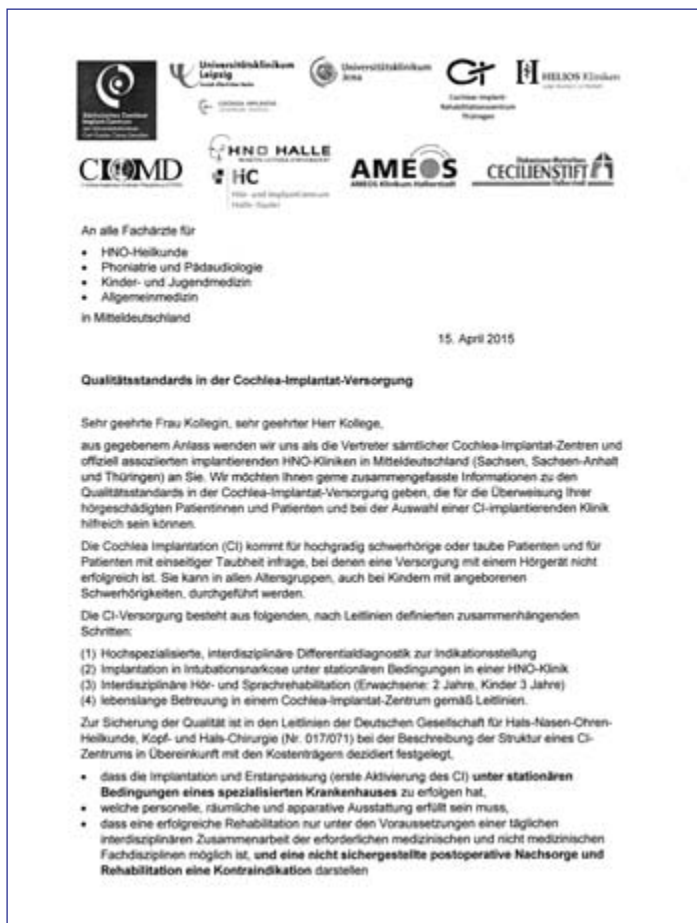 Sächsisches Cochlear
Implant-Centrum
Universitätsklinikum
Leipzig
Universitätsklinikum
Jena
Cochlear-Implant-
Rehabilitationszentrum
Thüringen
HELIOS Kliniken
CIMD
HNO HALLE
HiC
Hör- und ImplantCentrum
Halle
AMEOS
AMEOS Klinikum Halberstadt
CECILIENSTIFT
An alle Fachärzte für
• HNO-Heilkunde
• Phoniatrie und Pädaudiologie
• Kinder- und Jugendmedizin
• Allgemeinmedizin
in Mitteldeutschland
15. April 2015
Qualitätsstandards in der Cochlea-Implantat-Versorgung
Sehr geehrte Frau Kollegin, sehr geehrter Herr Kollege,
aus gegebenem Anlass wenden wir uns als die Vertreter sämtlicher Cochlea-Implantat-Zentren und
offiziell assoziierten implantierenden HNO-Kliniken in Mitteldeutschland (Sachsen, Sachsen-Anhalt
und Thüringen) an Sie. Wir möchten Ihnen gerne zusammengefasste Informationen zu den
Qualitätsstandards in der Cochlea-Implantat-Versorgung geben, die für die Überweisung Ihrer
hörgeschädigten Patientinnen und Patienten und bei der Auswahl einer CI-implantierenden Klinik
hilfreich sein können.
Die Cochlea Implantation (CI) kommt für hochgradig schwerhörige oder taube Patienten und für
Patienten mit einseitiger Taubheit infrage, bei denen eine Versorgung mit einem Hörgerät nicht
erfolgreich ist. Sie kann in allen Altersgruppen, auch bei Kindern mit angeborenen
Schwerhörigkeiten, durchgeführt werden.
Die CI-Versorgung besteht aus folgenden, nach Leitlinien definierten zusammenhängenden
Schritten:
(1) Hochspezialisierte, interdisziplinäre Differentialdiagnostik zur Indikationsstellung
(2) Implantation in Intubationsnarkose unter stationären Bedingungen in einer HNO-Klinik
(3) Interdisziplinäre Hör- und Sprachrehabilitation (Erwachsene: 2 Jahre, Kinder 3 Jahre)
(4) lebenslange Betreuung in einem Cochlea-Implantat-Zentrum gemäß Leitlinien.
Zur Sicherung der Qualität ist in den Leitlinien der Deutschen Gesellschaft für Hals-Nasen-Ohren-
Heilkunde, Kopf- und Hals-Chirurgie (Nr. 017/071) bei der Beschreibung der Struktur eines CI-
Zentrums in Übereinkunft mit den Kostenträgern dezidiert festgelegt,
• dass die Implantation und Erstanpassung (erste Aktivierung des CI) unter stationären
Bedingungen eines spezialisierten Krankenhauses zu erfolgen hat,
• welche personelle, räumliche und apparative Ausstattung erfüllt sein muss,
• dass eine erfolgreiche Rehabilitation nur unter den Voraussetzungen einer täglichen
interdisziplinären Zusammenarbeit der erforderlichen medizinischen und nicht medizinischen
Fachdisziplinen möglich ist, und eine nicht sichergestellte postoperative Nachsorge und
Rehabilitation eine Kontraindikation darstellen